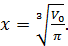 x = ∛(V₀/π).